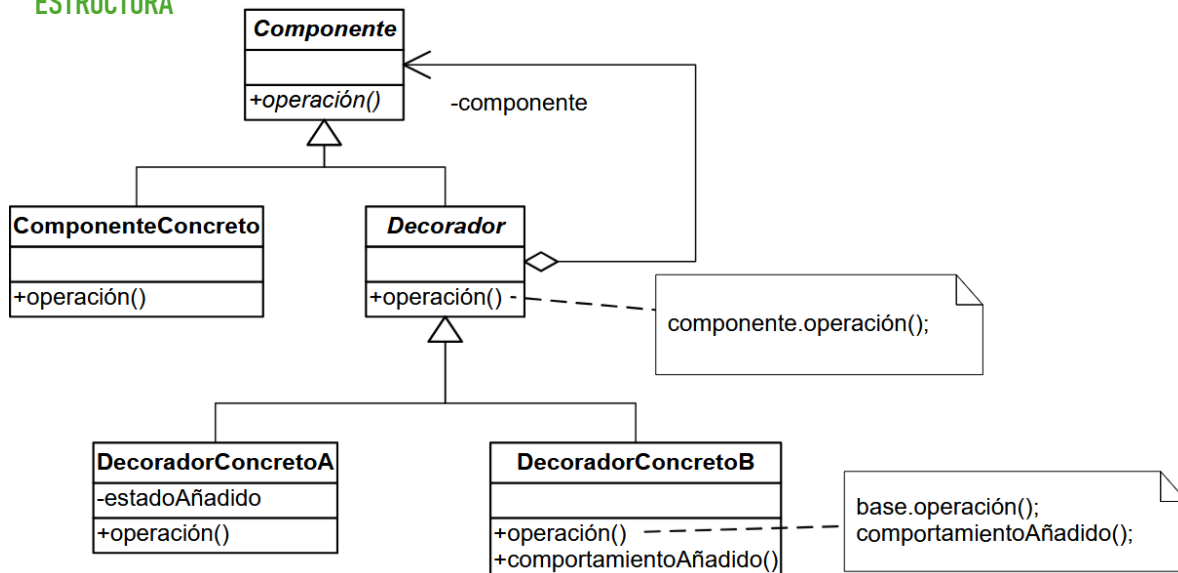 ESTRUCTURA
Componente
+operación()
-componente
ComponenteConcreto
+operación()
Decorador
+operación()
componente.operación();
DecoradorConcretoA
-estadoAñadido
+operación()
DecoradorConcretoB
+operación()
+comportamientoAñadido()
base.operación();
comportamientoAñadido();